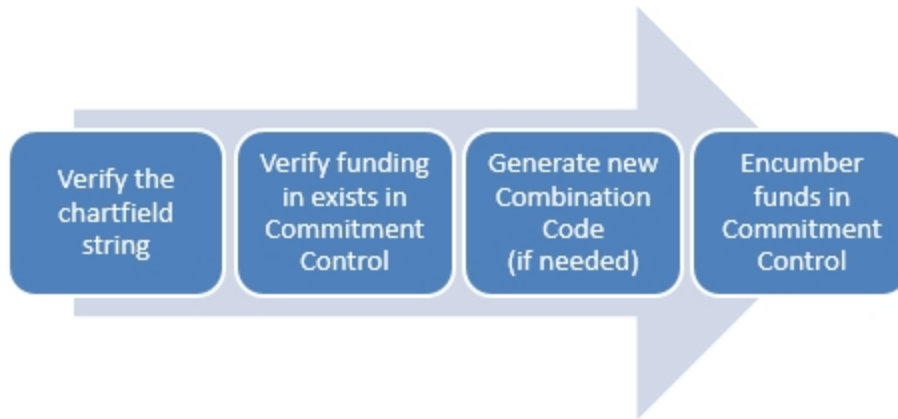 Verify the
chartfield
string
Verify funding
in exists in
Commitment
Control
Generate new
Combination
Code
(if needed)
Encumber
funds in
Commitment
Control